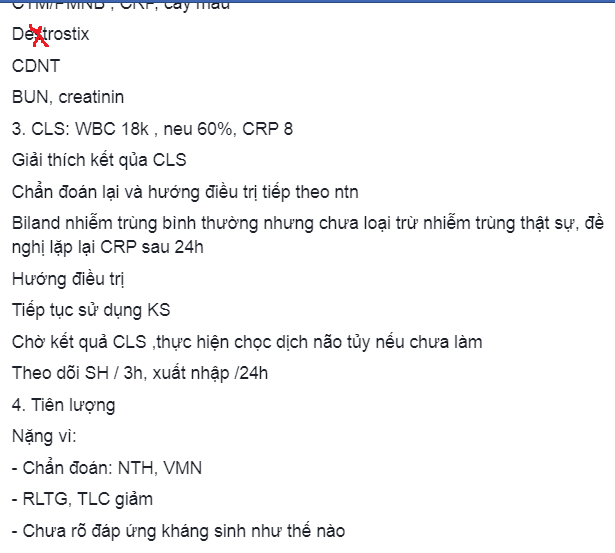 CTM/PMNB , CRP, cấy máu
Dextrostix
CDNT
BUN, creatinin
3. CLS: WBC 18k , neu 60%, CRP 8
Giải thích kết qủa CLS
Chẩn đoán lại và hướng điều trị tiếp theo ntn
Biland nhiễm trùng bình thường nhưng chưa loại trừ nhiễm trùng thật sự, đề
nghị lặp lại CRP sau 24h
Hướng điều trị
Tiếp tục sử dụng KS
Chờ kết quả CLS ,thực hiện chọc dịch não tủy nếu chưa làm
Theo dõi SH / 3h, xuất nhập /24h
4. Tiên lượng
Nặng vì:
- Chẩn đoán: NTH, VMN
- RLTG, TLC giảm
- Chưa rõ đáp ứng kháng sinh như thế nào